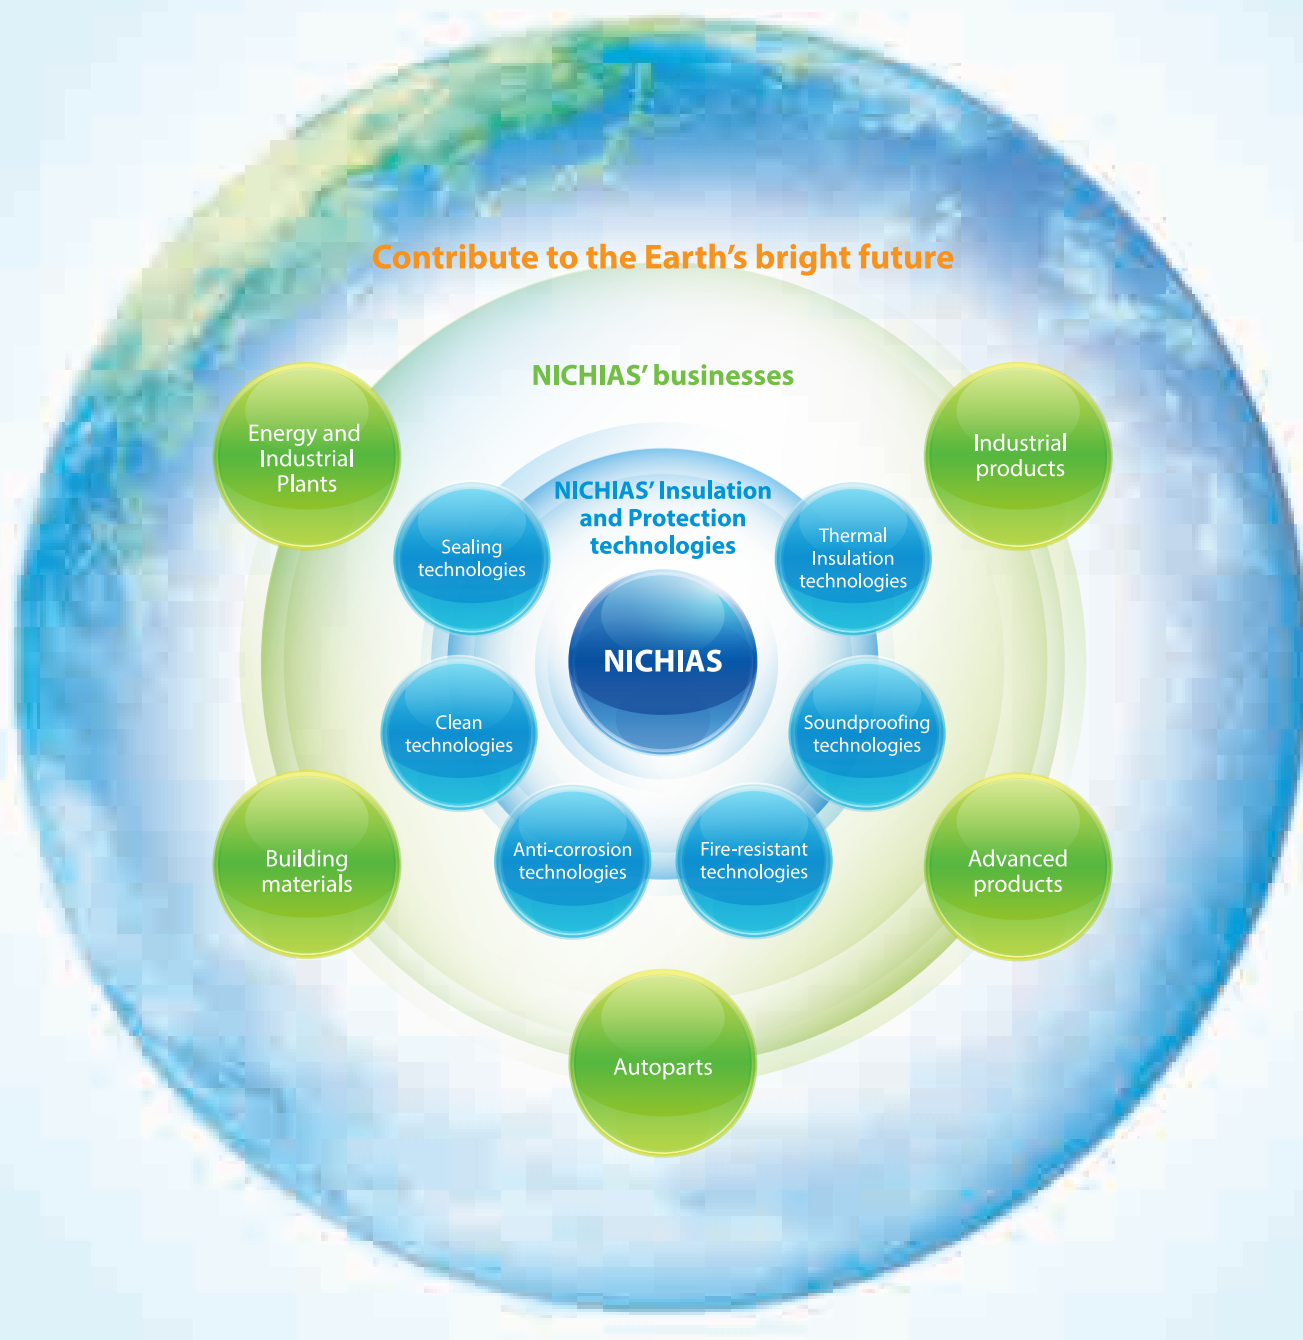 Contribute to the Earth's bright future
NICHIAS' businesses
Energy and
Industrial
Plants
Industrial
products
NICHIAS' Insulation
and Protection
technologies
Sealing
technologies
Thermal
Insulation
technologies
NICHIAS
Clean
technologies
Soundproofing
technologies
Anti-corrosion
technologies
Fire-resistant
technologies
Building
materials
Advanced
products
Autoparts